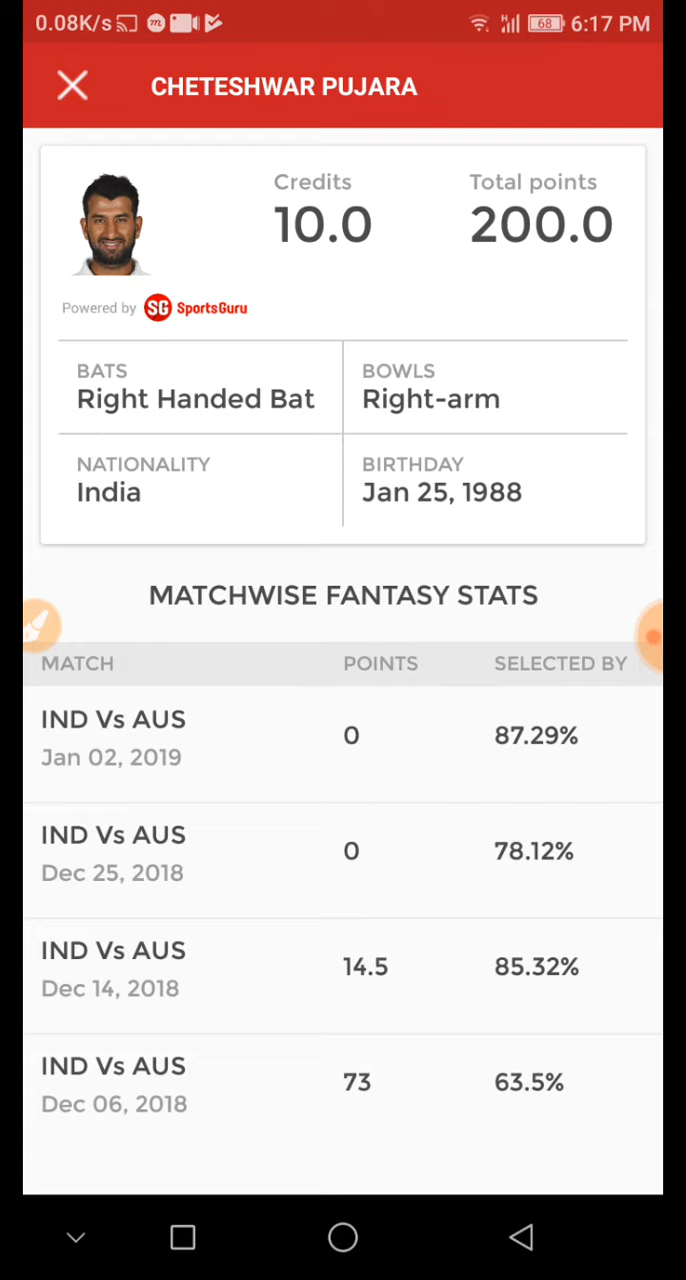 0.08K/s m 68 6:17 PM
CHETESHWAR PUJARA
Credits Total points
10.0 200.0
Powered by SG SportsGuru
BATS BOWLS
Right Handed Bat Right-arm
NATIONALITY BIRTHDAY
India Jan 25, 1988
MATCHWISE FANTASY STATS
MATCH POINTS SELECTED BY
IND Vs AUS
0 87.29%
Jan 02, 2019
IND Vs AUS
0 78.12%
Dec 25, 2018
IND Vs AUS
14.5 85.32%
Dec 14, 2018
IND Vs AUS
73 63.5%
Dec 06, 2018